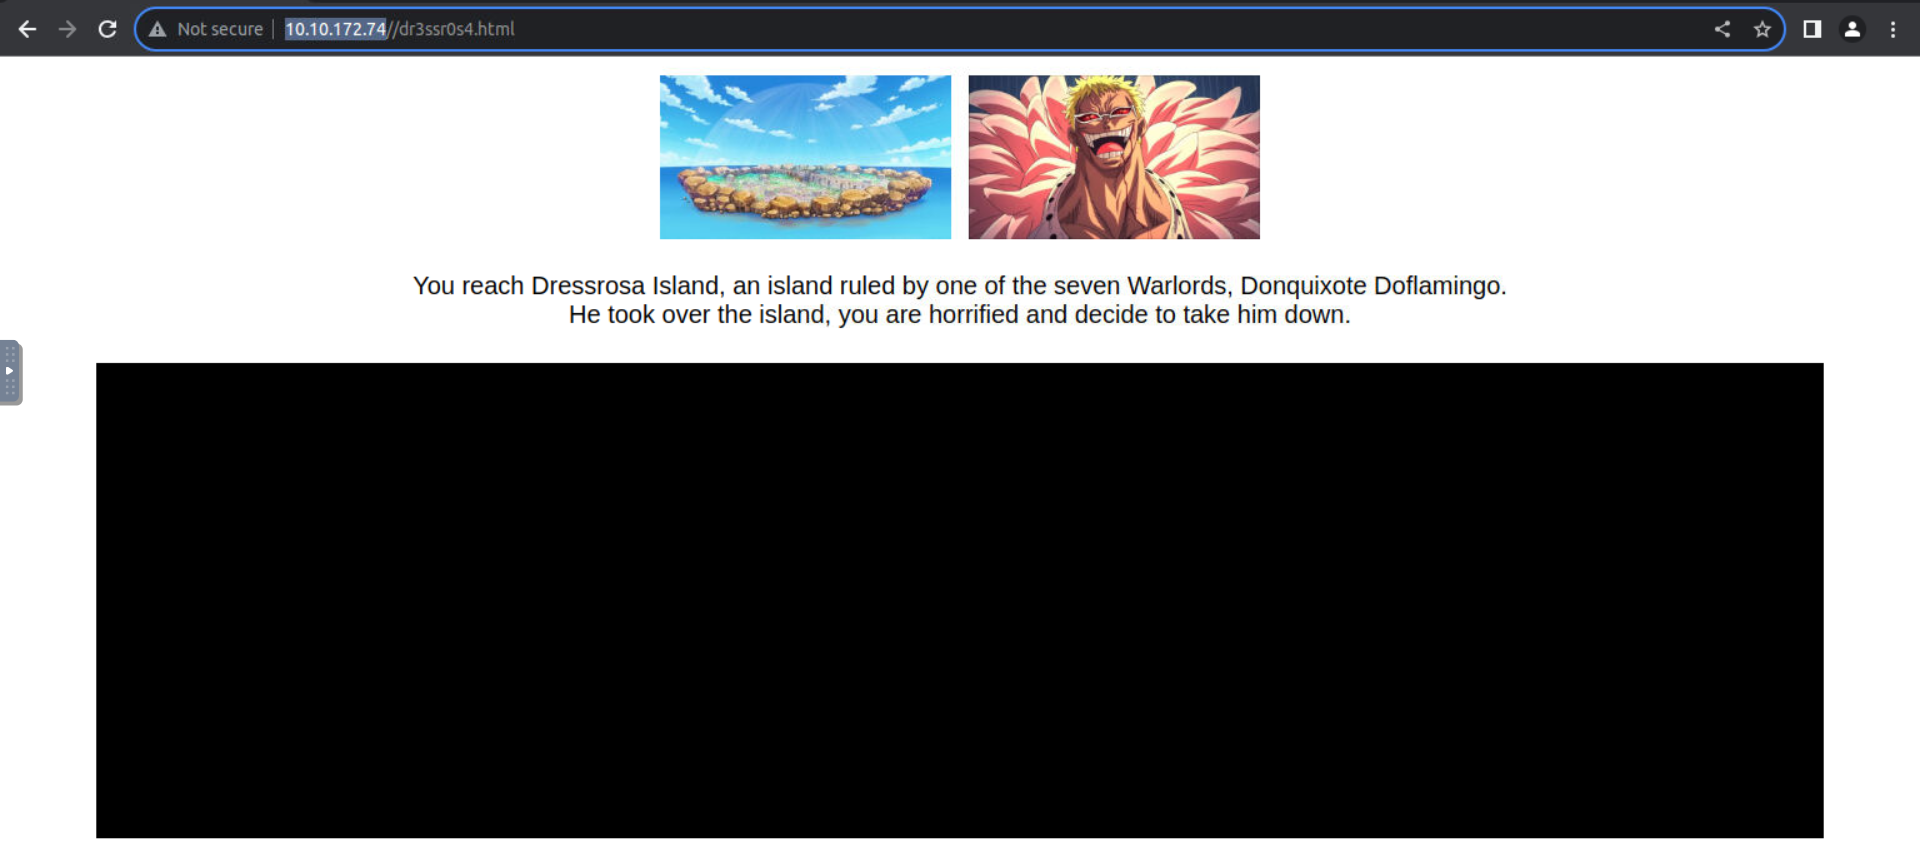 Not secure 10.10.172.74//dr3ssr0s4.html
You reach Dressrosa Island, an island ruled by one of the seven Warlords, Donquixote Doflamingo.
He took over the island, you are horrified and decide to take him down.